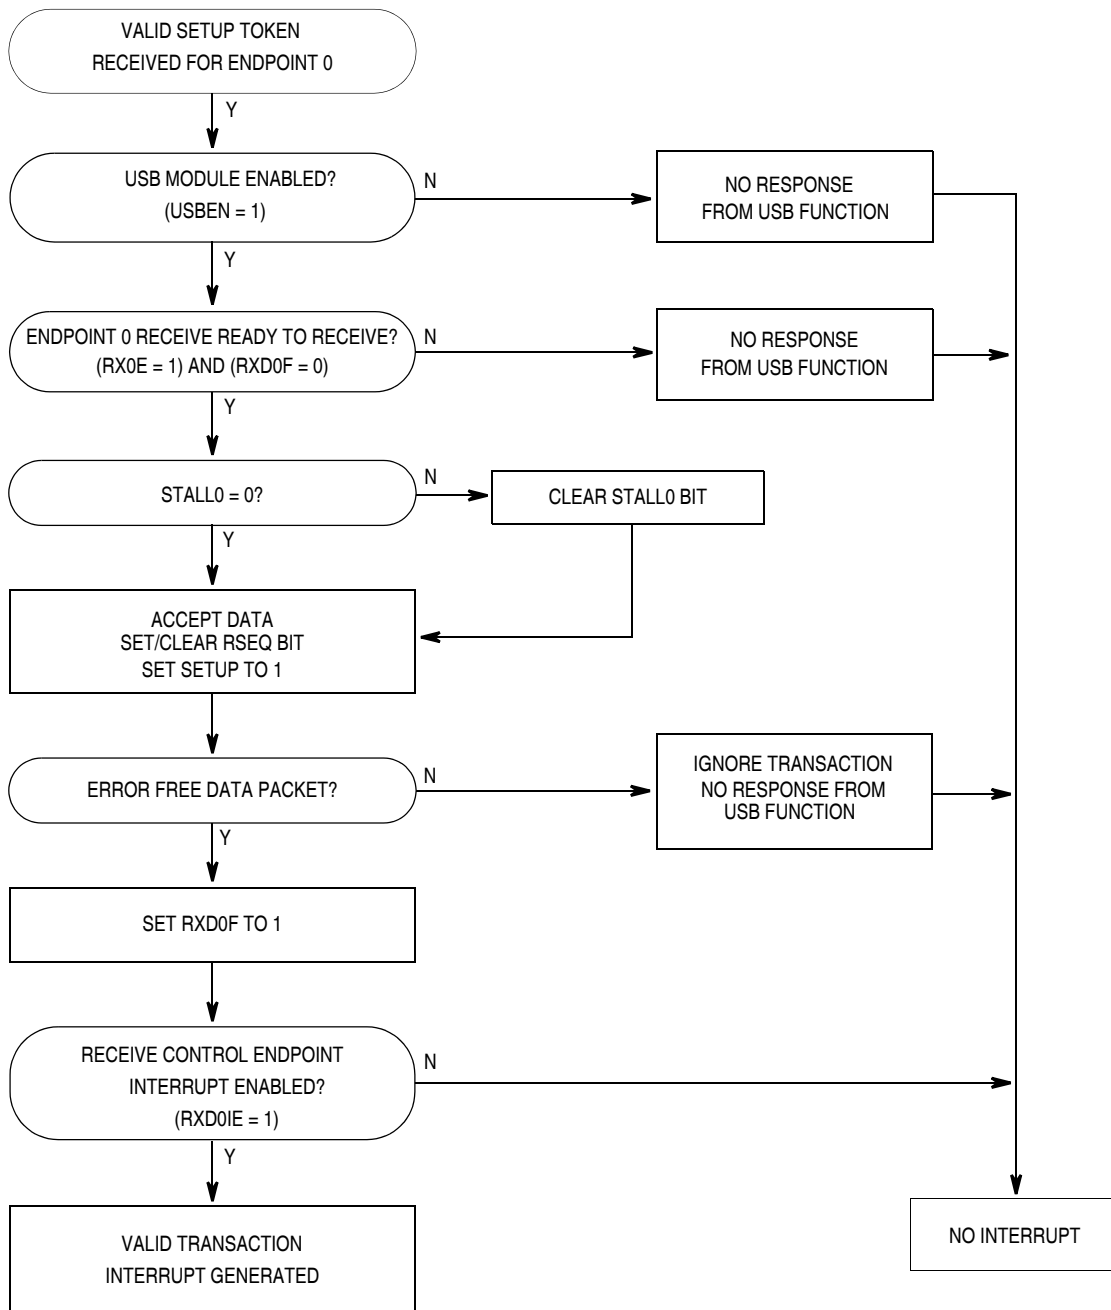 VALID SETUP TOKEN
RECEIVED FOR ENDPOINT 0
Y
USB MODULE ENABLED?
(USBEN = 1)
N
NO RESPONSE
FROM USB FUNCTION
Y
ENDPOINT 0 RECEIVE READY TO RECEIVE?
(RX0E = 1) AND (RXD0F = 0)
N
NO RESPONSE
FROM USB FUNCTION
Y
STALL0 = 0?
N
CLEAR STALL0 BIT
Y
ACCEPT DATA
SET/CLEAR RSEQ BIT
SET SETUP TO 1
ERROR FREE DATA PACKET?
N
IGNORE TRANSACTION
NO RESPONSE FROM
USB FUNCTION
Y
SET RXD0F TO 1
RECEIVE CONTROL ENDPOINT
INTERRUPT ENABLED?
(RXD0IE = 1)
N
Y
VALID TRANSACTION
INTERRUPT GENERATED
NO INTERRUPT